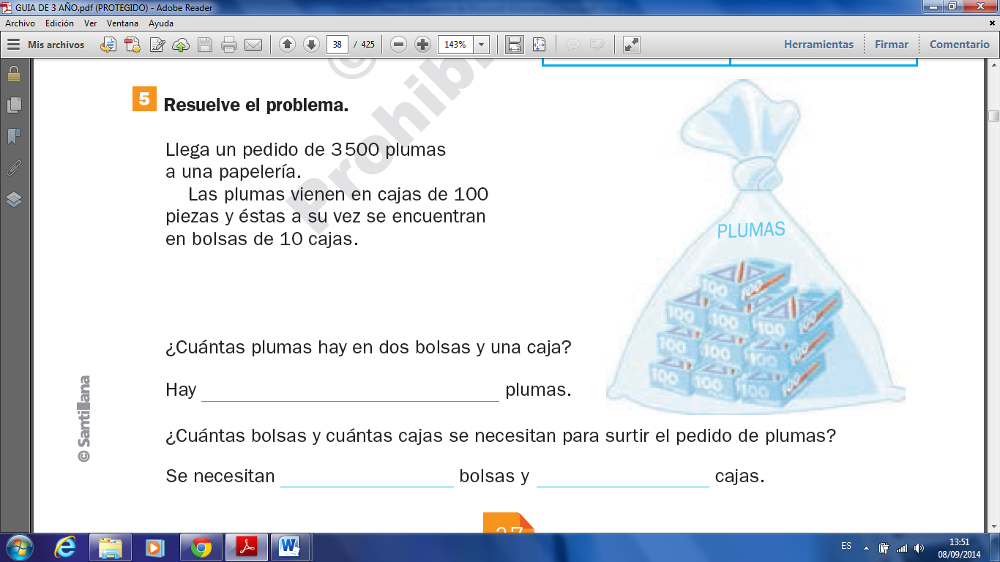 GUIA DE 3 AÑO.pdf (PROTEGIDO) - Adobe Reader
Archivo Edición Ver Ventana Ayuda
Mis archivos 38 / 425 143% Herramientas Firmar Comentario
© Prohibi
5 Resuelve el problema.
Llega un pedido de 3 500 plumas
a una papelería.
Las plumas vienen en cajas de 100
piezas y éstas a su vez se encuentran
en bolsas de 10 cajas.
PLUMAS
100 100
100 100 100 100
100 100 100
100 100 100
¿Cuántas plumas hay en dos bolsas y una caja?
Hay plumas.
© Santillana
¿Cuántas bolsas y cuántas cajas se necesitan para surtir el pedido de plumas?
Se necesitan bolsas y cajas.
37
ES 13:51
08/09/2014